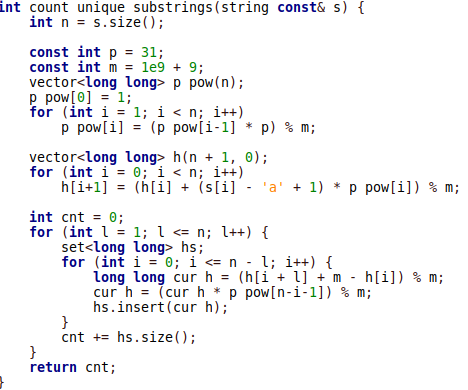 int count unique substrings(string const& s) {
    int n = s.size();

    const int p = 31;
    const int m = 1e9 + 9;
    vector<long long> p pow(n);
    p pow[0] = 1;
    for (int i = 1; i < n; i++)
        p pow[i] = (p pow[i-1] * p) % m;

    vector<long long> h(n + 1, 0);
    for (int i = 0; i < n; i++)
        h[i+1] = (h[i] + (s[i] - 'a' + 1) * p pow[i]) % m;

    int cnt = 0;
    for (int l = 1; l <= n; l++) {
        set<long long> hs;
        for (int i = 0; i <= n - l; i++) {
            long long cur h = (h[i + l] + m - h[i]) % m;
            cur h = (cur h * p pow[n-i-1]) % m;
            hs.insert(cur h);
        }
        cnt += hs.size();
    }
    return cnt;
}